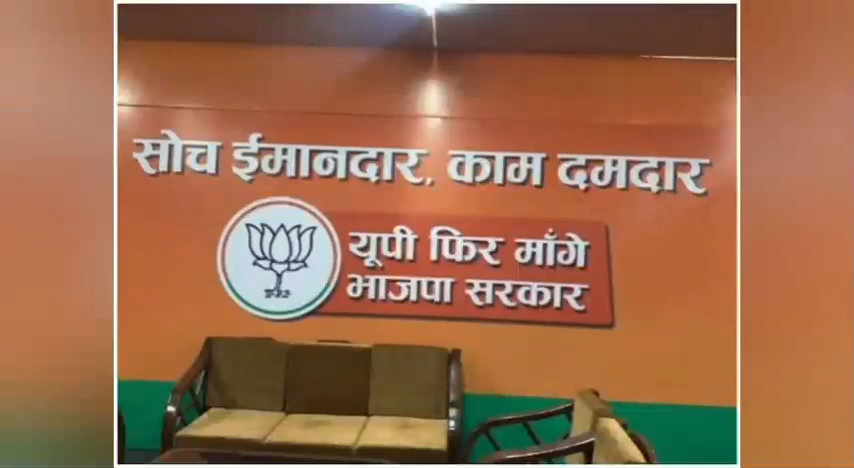 सोच ईमानदार, काम दमदार
यूपी फिर माँगे
भाजपा सरकार